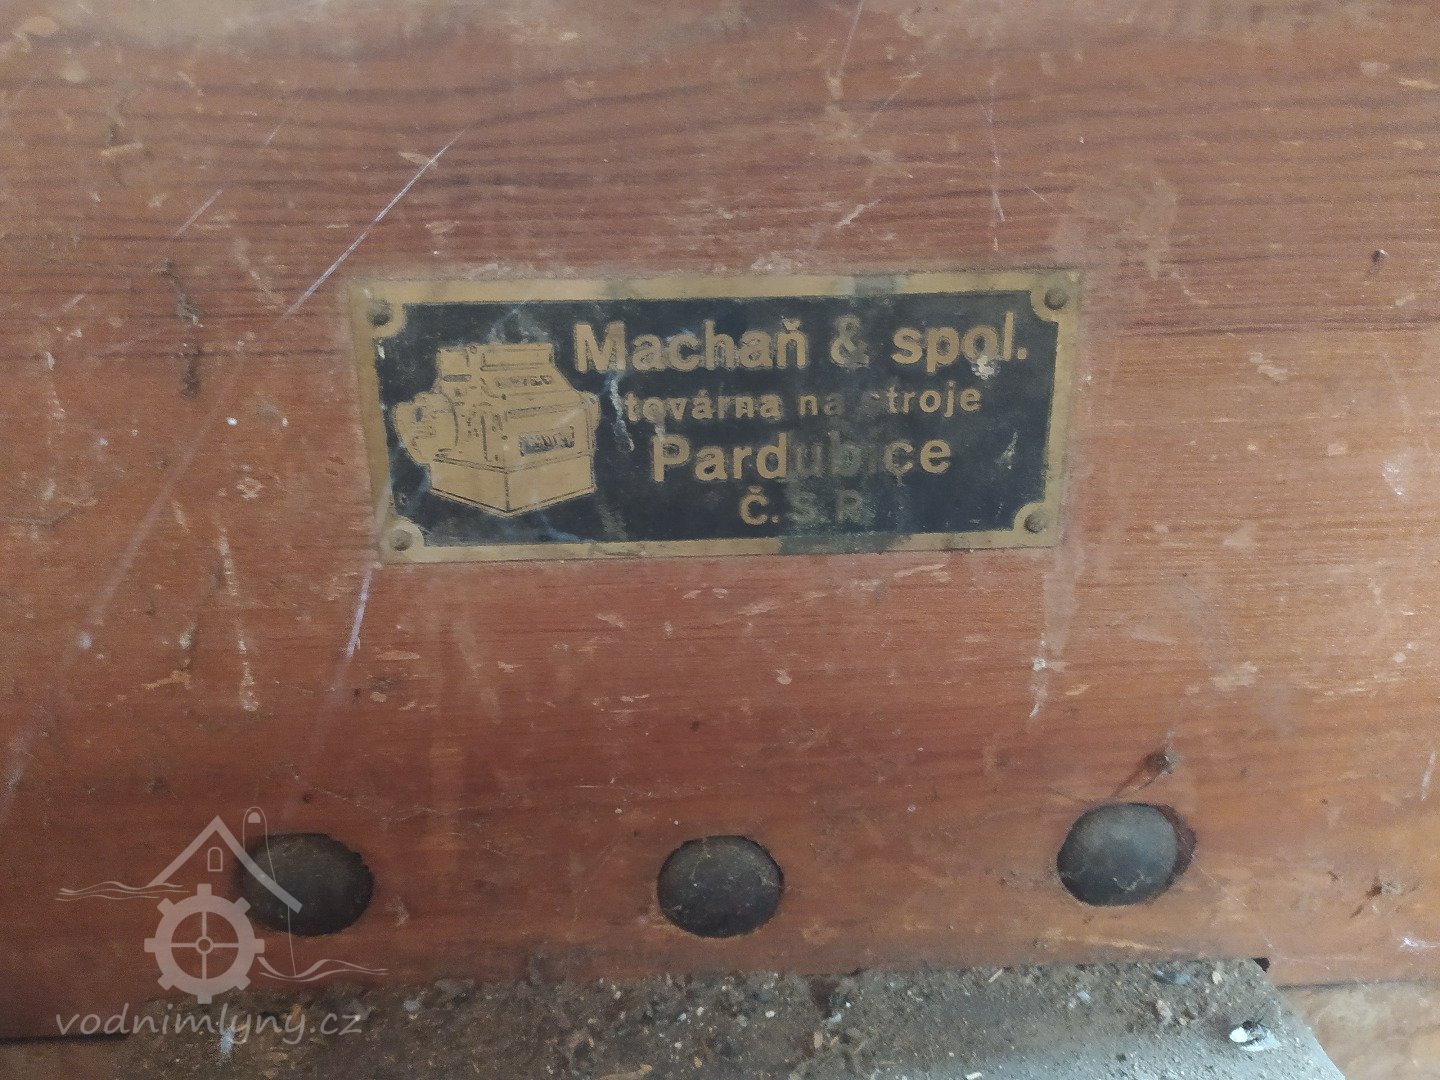 Machaň & spol.
továrna na stroje
Pardubice
Č.S.R.
vodnimlyny.cz